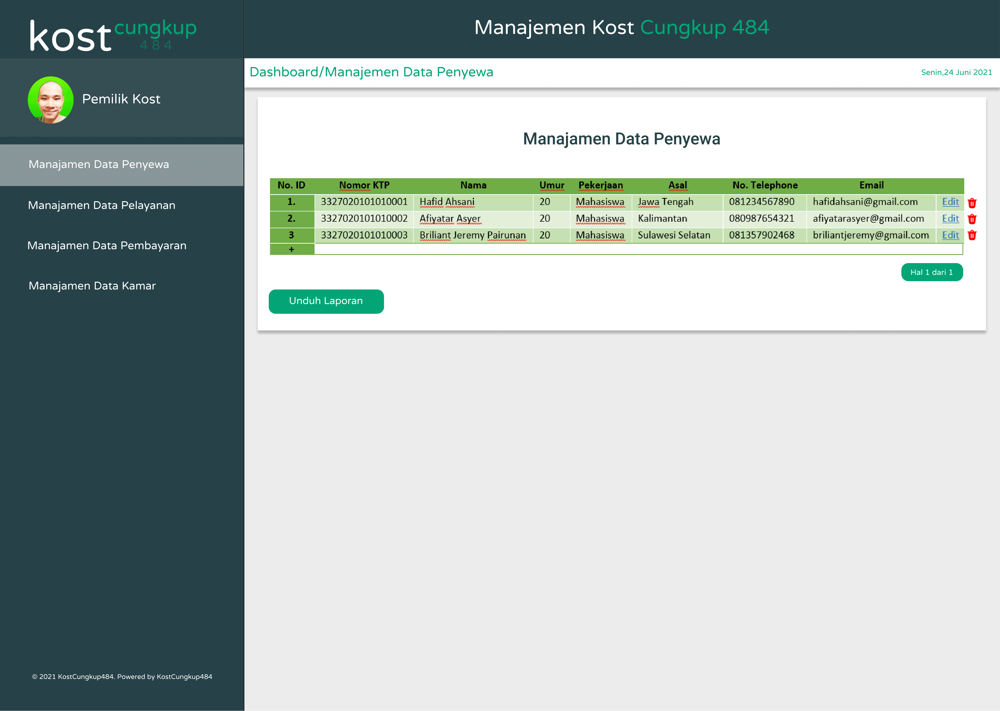 kost cungkup
484
Manajemen Kost Cungkup 484
Pemilik Kost
Manajamen Data Penyewa
Manajamen Data Pelayanan
Manajamen Data Pembayaran
Manajamen Data Kamar
© 2021 KostCungkup484. Powered by KostCungkup484
Dashboard/Manajemen Data Penyewa
Senin,24 Juni 2021
Manajamen Data Penyewa
No. ID Nomor KTP Nama Umur Pekerjaan Asal No. Telephone Email
1. 3327020101010001 Hafid Ahsani 20 Mahasiswa Jawa Tengah 081234567890 hafidahsani@gmail.com Edit
2. 3327020101010002 Afiyatar Asyer 20 Mahasiswa Kalimantan 080987654321 afiyatarasyer@gmail.com Edit
3 3327020101010003 Briliant Jeremy Pairunan 20 Mahasiswa Sulawesi Selatan 081357902468 briliantjeremy@gmail.com Edit
+
Hal 1 dari 1
Unduh Laporan